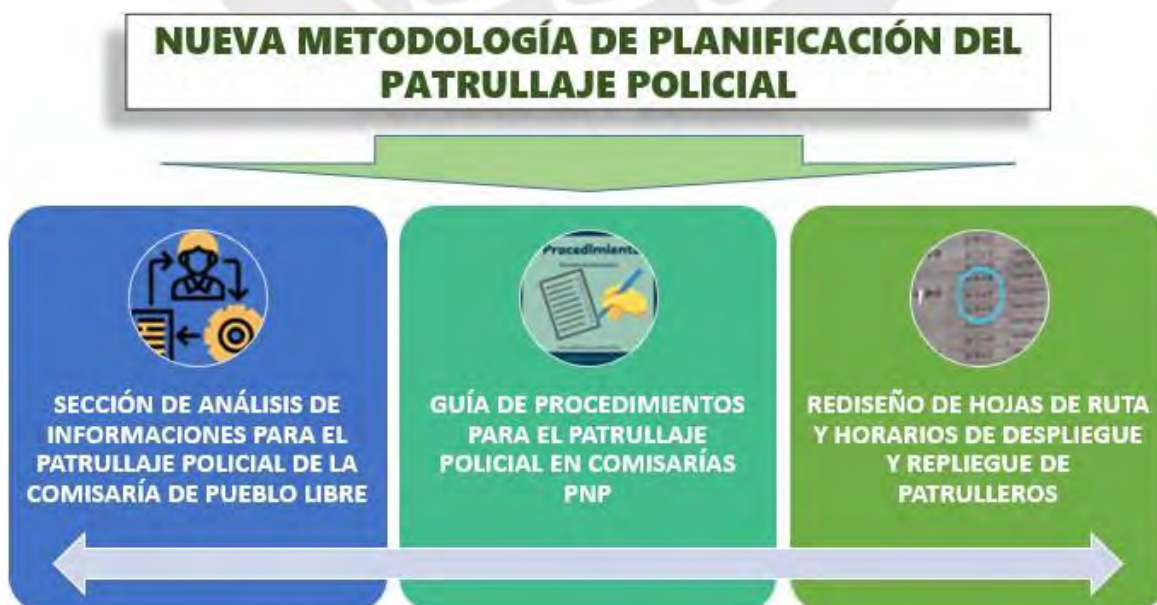 NUEVA METODOLOGÍA DE PLANIFICACIÓN DEL
PATRULLAJE POLICIAL
SECCIÓN DE ANÁLISIS DE
INFORMACIONES PARA EL
PATRULLAJE POLICIAL DE LA
COMISARÍA DE PUEBLO LIBRE
Procedimiento
GUÍA DE PROCEDIMIENTOS
PARA EL PATRULLAJE
POLICIAL EN COMISARÍAS
PNP
REDISEÑO DE HOJAS DE RUTA
Y HORARIOS DE DESPLIEGUE
Y REPLIEGUE DE
PATRULLEROS